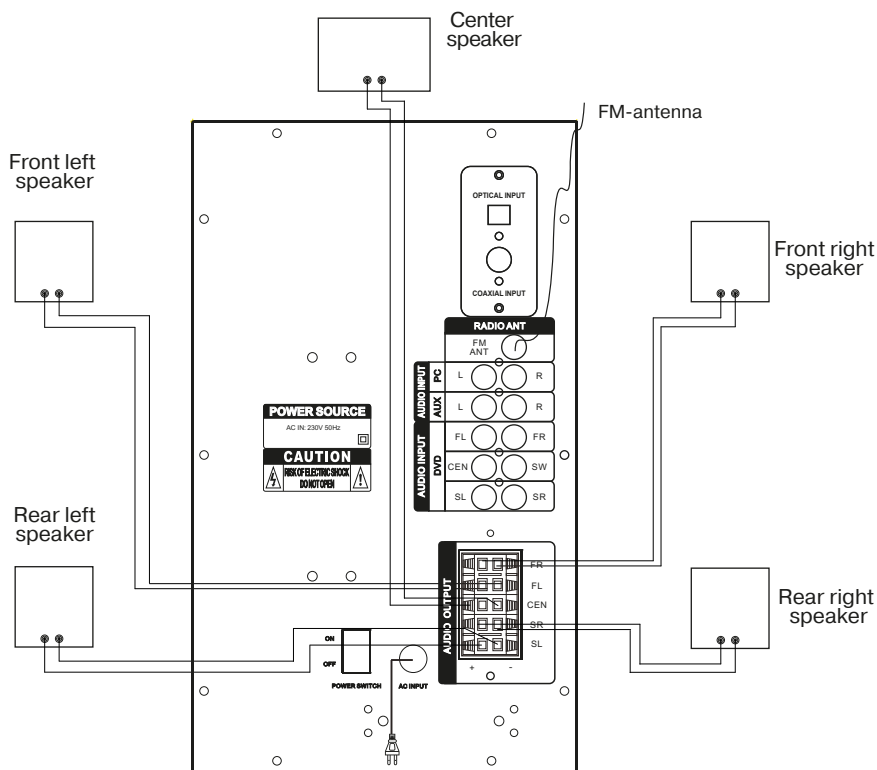 Center
speaker
FM-antenna
Front left
speaker
OPTICAL INPUT
COAXIAL INPUT
Front right
speaker
RADIO ANT
FM
ANT
AUDIO INPUT
PC
L R
AUX
L R
AUDIO INPUT
DVD
FL FR
CEN SW
SL SR
POWER SOURCE
AC IN: 230V 50Hz
CAUTION
RISK OF ELECTRIC SHOCK
DO NOT OPEN
Rear left
speaker
AUDIO OUTPUT
FR
FL
CEN
SR
SL
+ -
Rear right
speaker
ON
OFF
POWER SWITCH
AC INPUT